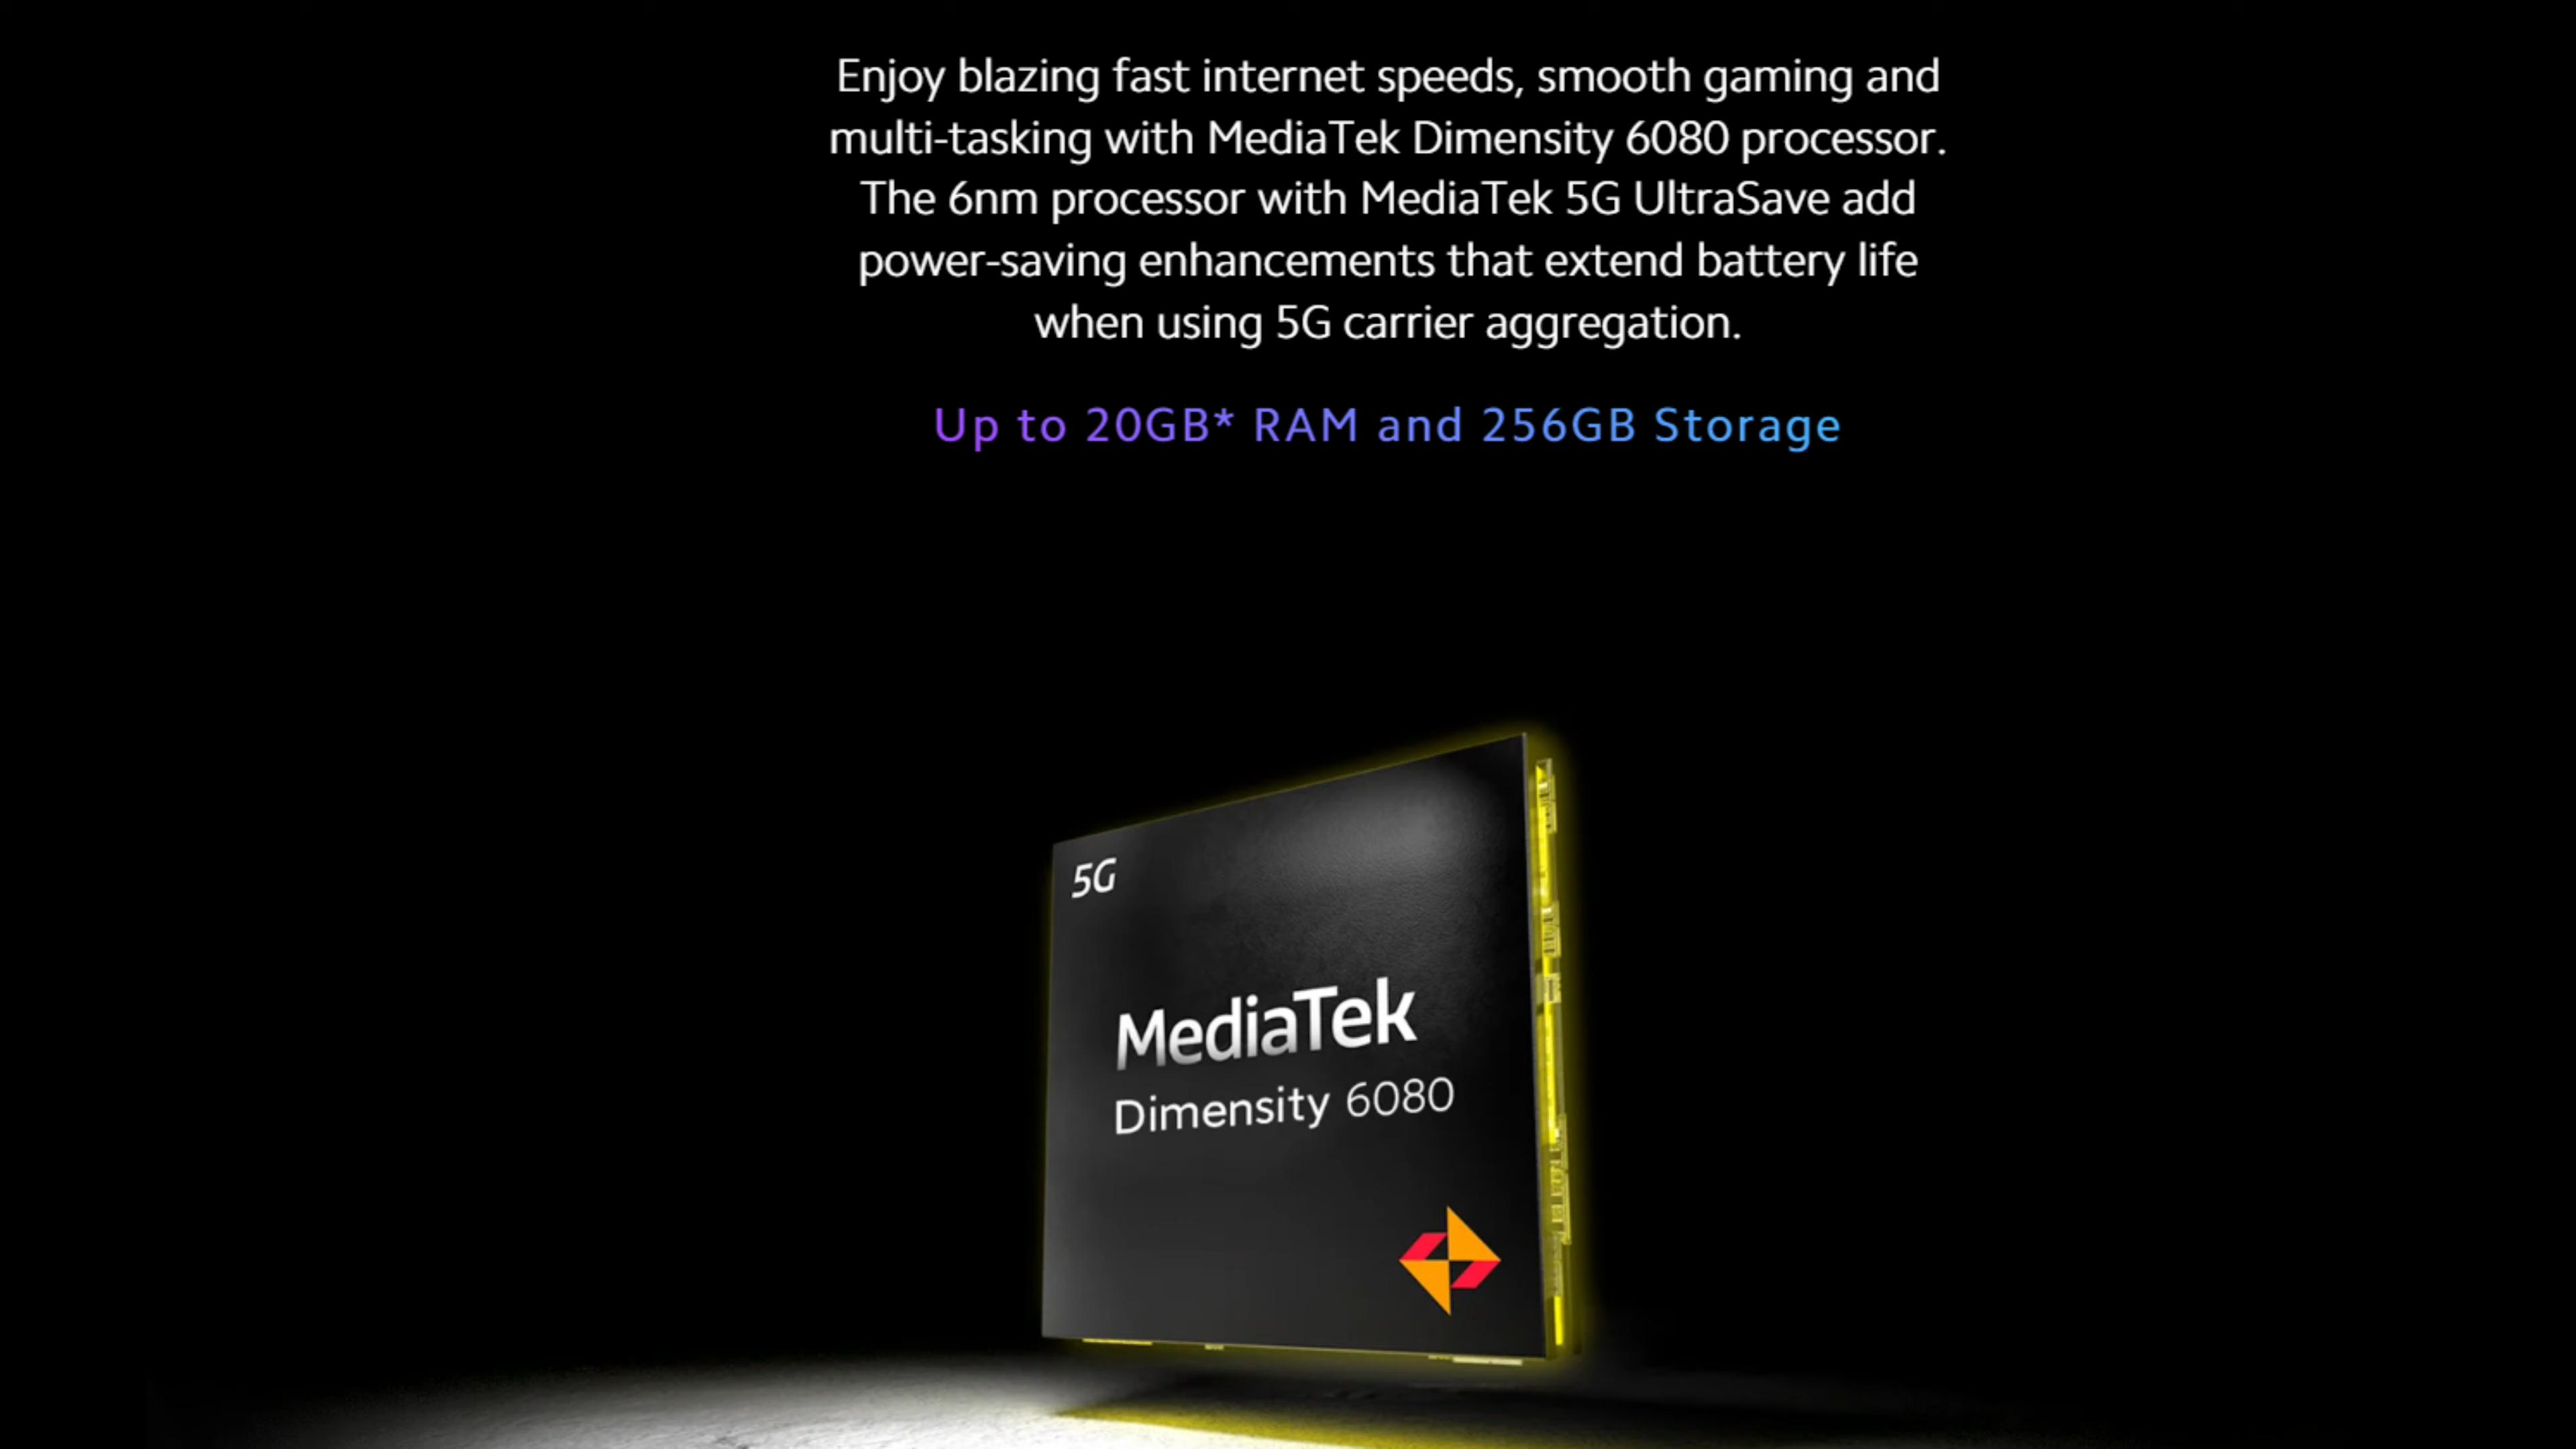 Enjoy blazing fast internet speeds, smooth gaming and
multi-tasking with MediaTek Dimensity 6080 processor.
The 6nm processor with MediaTek 5G UltraSave add
power-saving enhancements that extend battery life
when using 5G carrier aggregation.
Up to 20GB* RAM and 256GB Storage
5G
MediaTek
Dimensity 6080